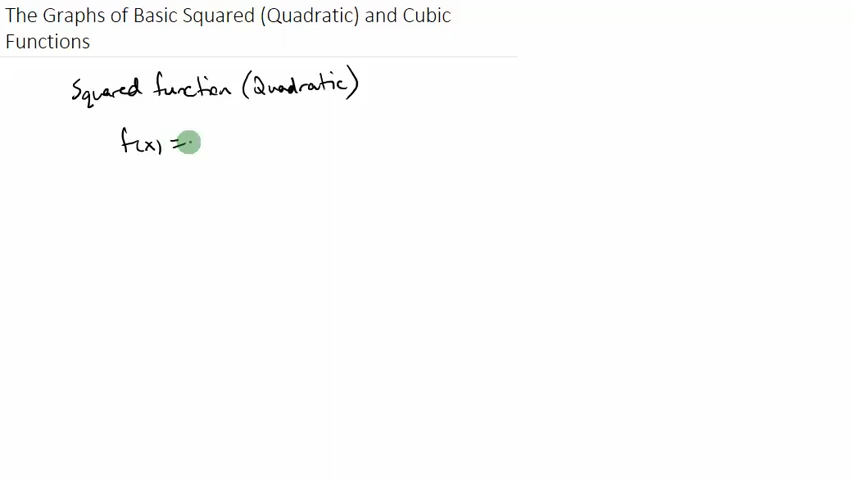 The Graphs of Basic Squared (Quadratic) and Cubic
Functions
Squared function (Quadratic)
f(x) =